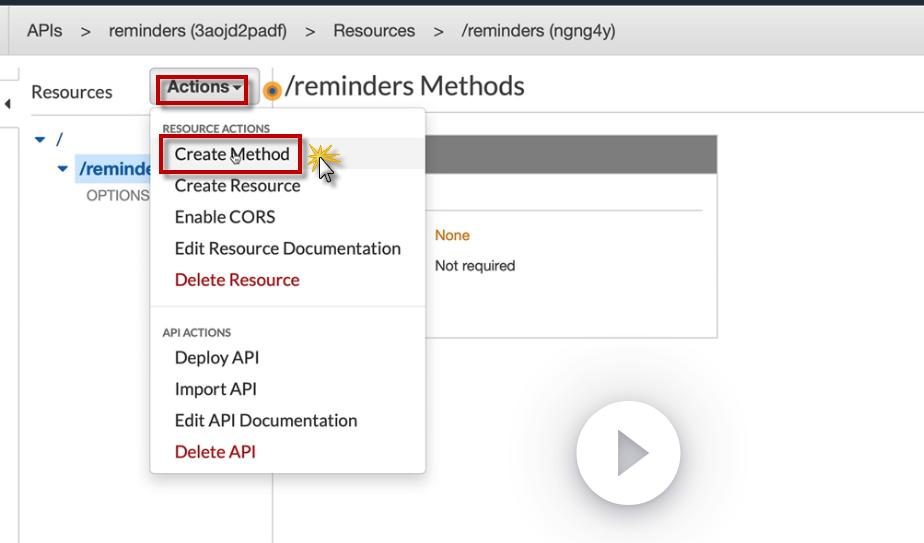 APIs > reminders (3aojd2padf) > Resources > /reminders (ngng4y)
Resources
Actions
/reminders Methods
/
/reminde
OPTIONS
RESOURCE ACTIONS
Create Method
Create Resource
Enable CORS
Edit Resource Documentation
Delete Resource
API ACTIONS
Deploy API
Import API
Edit API Documentation
Delete API
None
Not required